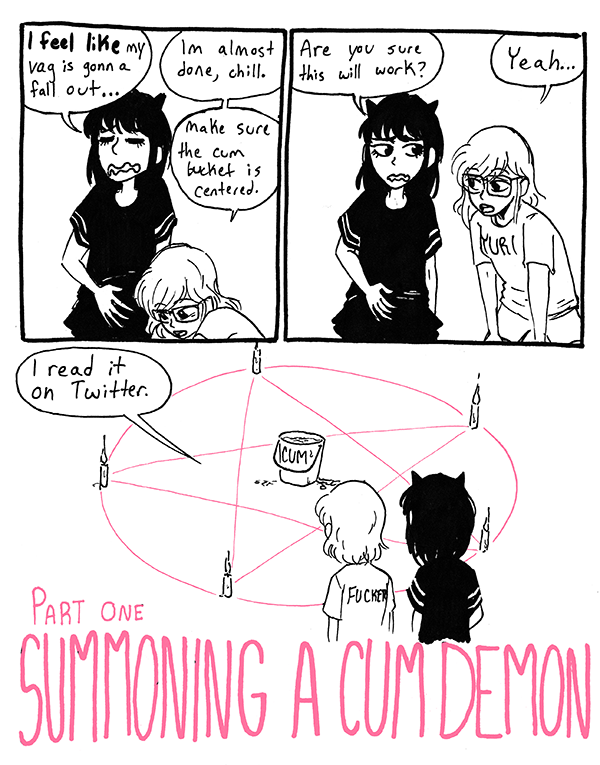 I feel like my
vag is gonna
fall out...
Im almost
done, chill.
make sure
the cum
bucket is
centered.
Are you sure
this will work?
Yeah...
YURI
I read it
on Twitter.
CUM
FUCKER
PART ONE
SUMMONING A CUM DEMON